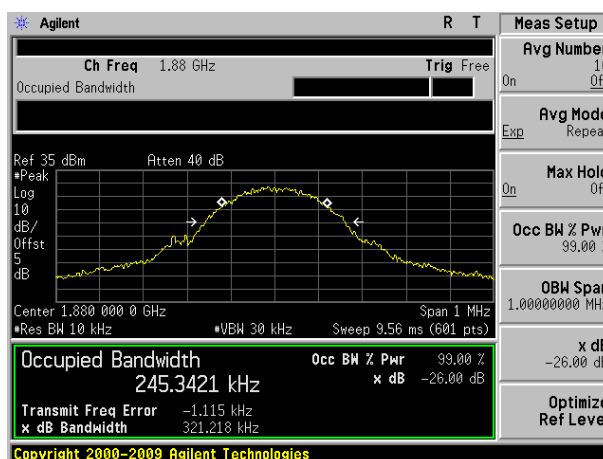 Agilent R T
Ch Freq 1.88 GHz Trig Free
Occupied Bandwidth
Ref 35 dBm Atten 40 dB
#Peak
Log
10
dB/
Offst
5
dB
Center 1.880 000 0 GHz Span 1 MHz
#Res BW 10 kHz #VBW 30 kHz Sweep 9.56 ms (601 pts)
Occupied Bandwidth
245.3421 kHz
Occ BW % Pwr 99.00 %
x dB -26.00 dB
Transmit Freq Error -1.115 kHz
x dB Bandwidth 321.218 kHz
Copyright 2000-2009 Agilent Technologies
Meas Setup
Avg Number
On
Avg Mode
Exp Repea
Max Hold
On
Occ BW % Pwr
99.00
OBW Span
1.00000000 MH
x dB
-26.00 dB
Optimize
Ref Level